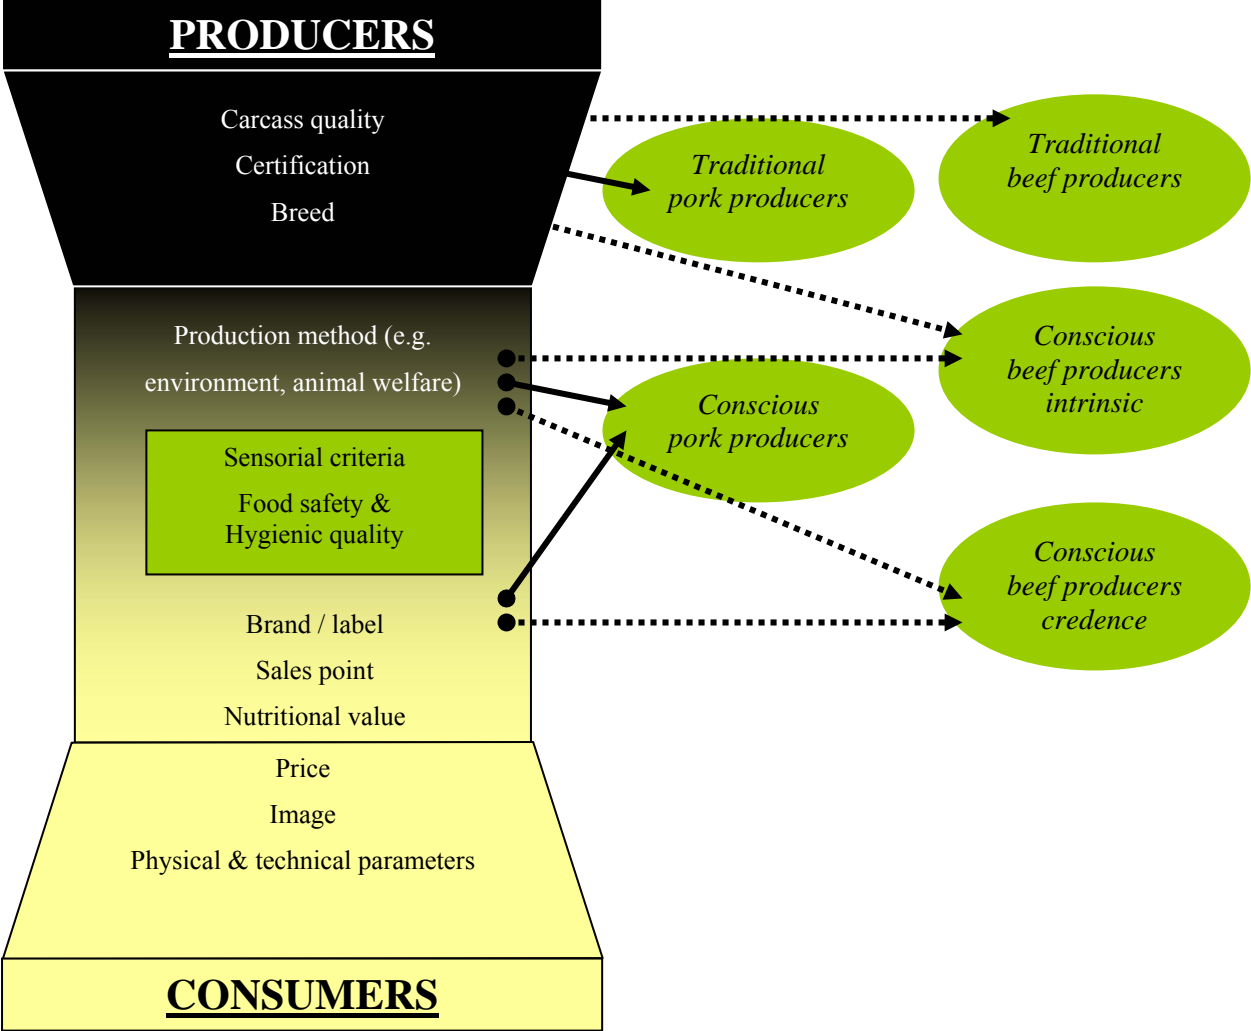 PRODUCERS
Carcass quality
Certification
Breed
Traditional
pork producers
Traditional
beef producers
Production method (e.g.
environment, animal welfare)
Conscious
beef producers
intrinsic
Conscious
pork producers
Sensorial criteria
Food safety &
Hygienic quality
Conscious
beef producers
credence
Brand / label
Sales point
Nutritional value
Price
Image
Physical & technical parameters
CONSUMERS